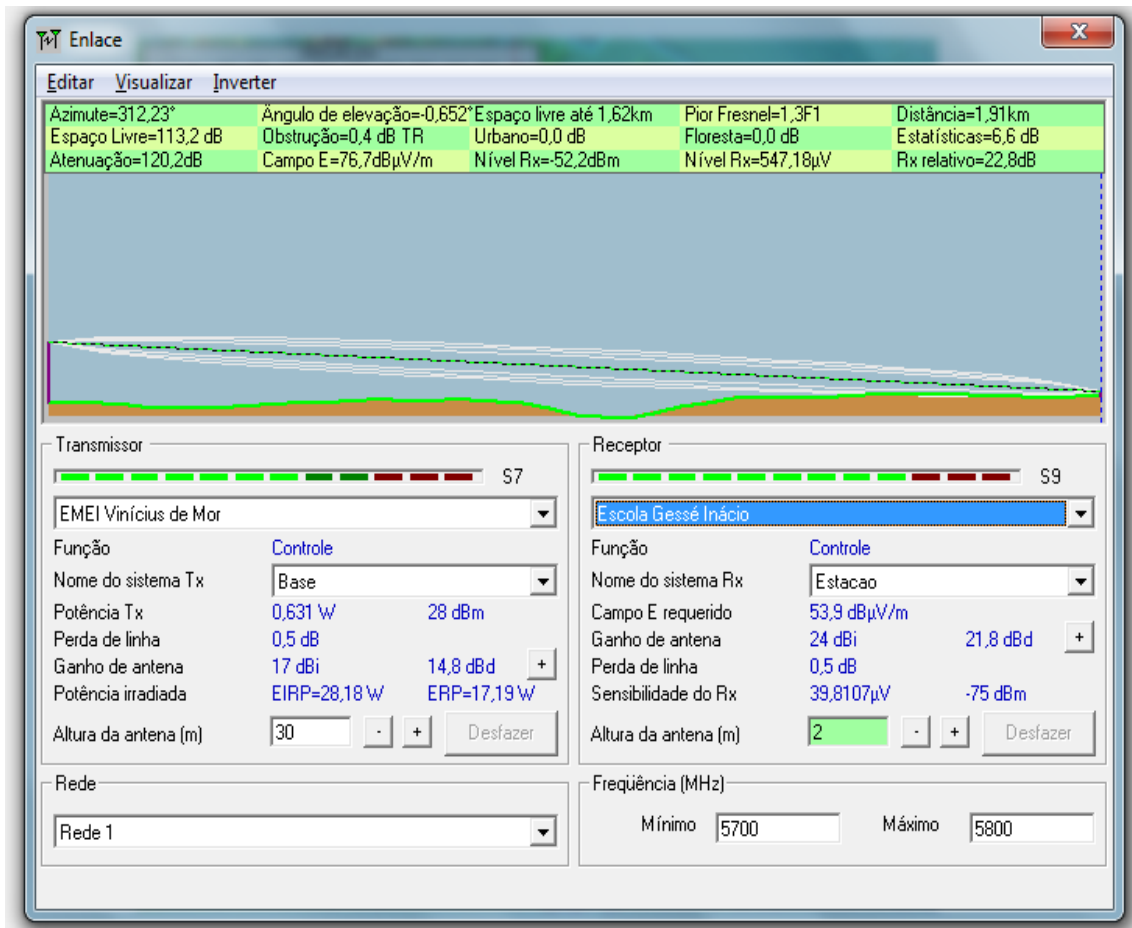 Enlace
Editar Visualizar Inverter
Azimute=312,23° Ângulo de elevação=-0,652° Espaço livre até 1,62km Pior Fresnel=1,3F1 Distância=1,91km
Espaço Livre=113,2 dB Obstrução=0,4 dB TR Urbano=0,0 dB Floresta=0,0 dB Estatísticas=6,6 dB
Atenuação=120,2dB Campo E=76,7dBµV/m Nível Rx=-52,2dBm Nível Rx=547,18µV Rx relativo=22,8dB
Transmissor
S7
EMEI Vinícius de Mor
Função Controle
Nome do sistema Tx Base
Potência Tx 0,631 W 28 dBm
Perda de linha 0,5 dB
Ganho de antena 17 dBi 14,8 dBd +
Potência irradiada EIRP=28,18 W ERP=17,19 W
Altura da antena (m) 30 - + Desfazer
Receptor
S9
Escola Gessé Inácio
Função Controle
Nome do sistema Rx Estacao
Campo E requerido 53,9 dBµV/m
Ganho de antena 24 dBi 21,8 dBd +
Perda de linha 0,5 dB
Sensibilidade do Rx 39,8107µV -75 dBm
Altura da antena (m) 2 - + Desfazer
Rede
Rede 1
Freqüência (MHz)
Mínimo 5700 Máximo 5800